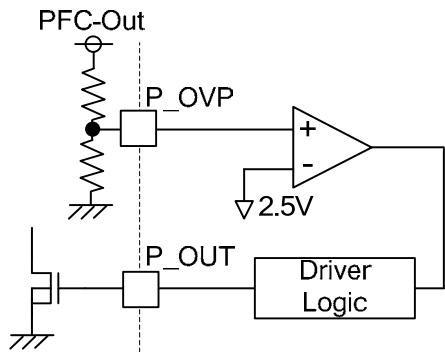 PFC-Out
P_OVP
+
-
2.5V
P_OUT
Driver
Logic